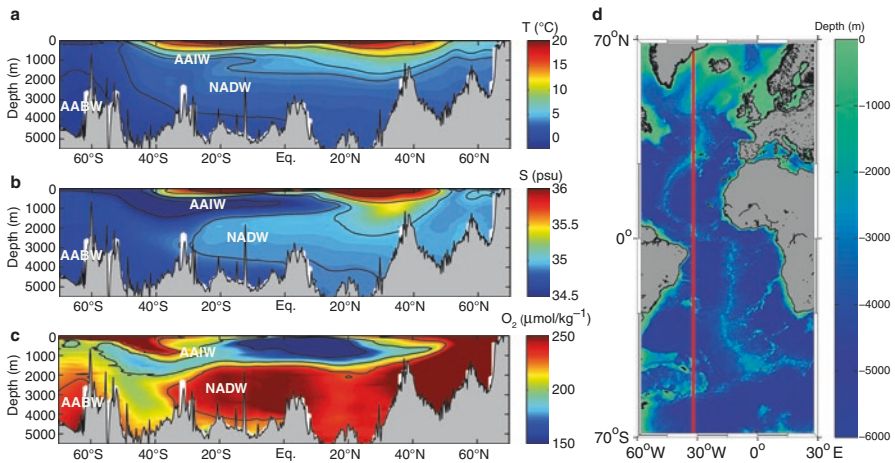 a
T (°C)
Depth (m)
0
1000
2000
3000
4000
5000
AAIW
NADW
AABW
20
15
10
5
0
60°S
40°S
20°S
Eq.
20°N
40°N
60°N
b
S (psu)
Depth (m)
0
1000
2000
3000
4000
5000
AAIW
NADW
AABW
36
35.5
35
34.5
60°S
40°S
20°S
Eq.
20°N
40°N
60°N
c
O2 (μmol/kg−1)
Depth (m)
0
1000
2000
3000
4000
5000
AAIW
NADW
AABW
250
200
150
60°S
40°S
20°S
Eq.
20°N
40°N
60°N
d
Depth (m)
70°N
0°
70°S
60°W
30°W
0°
30° E
0
−1000
−2000
−3000
−4000
−5000
−6000